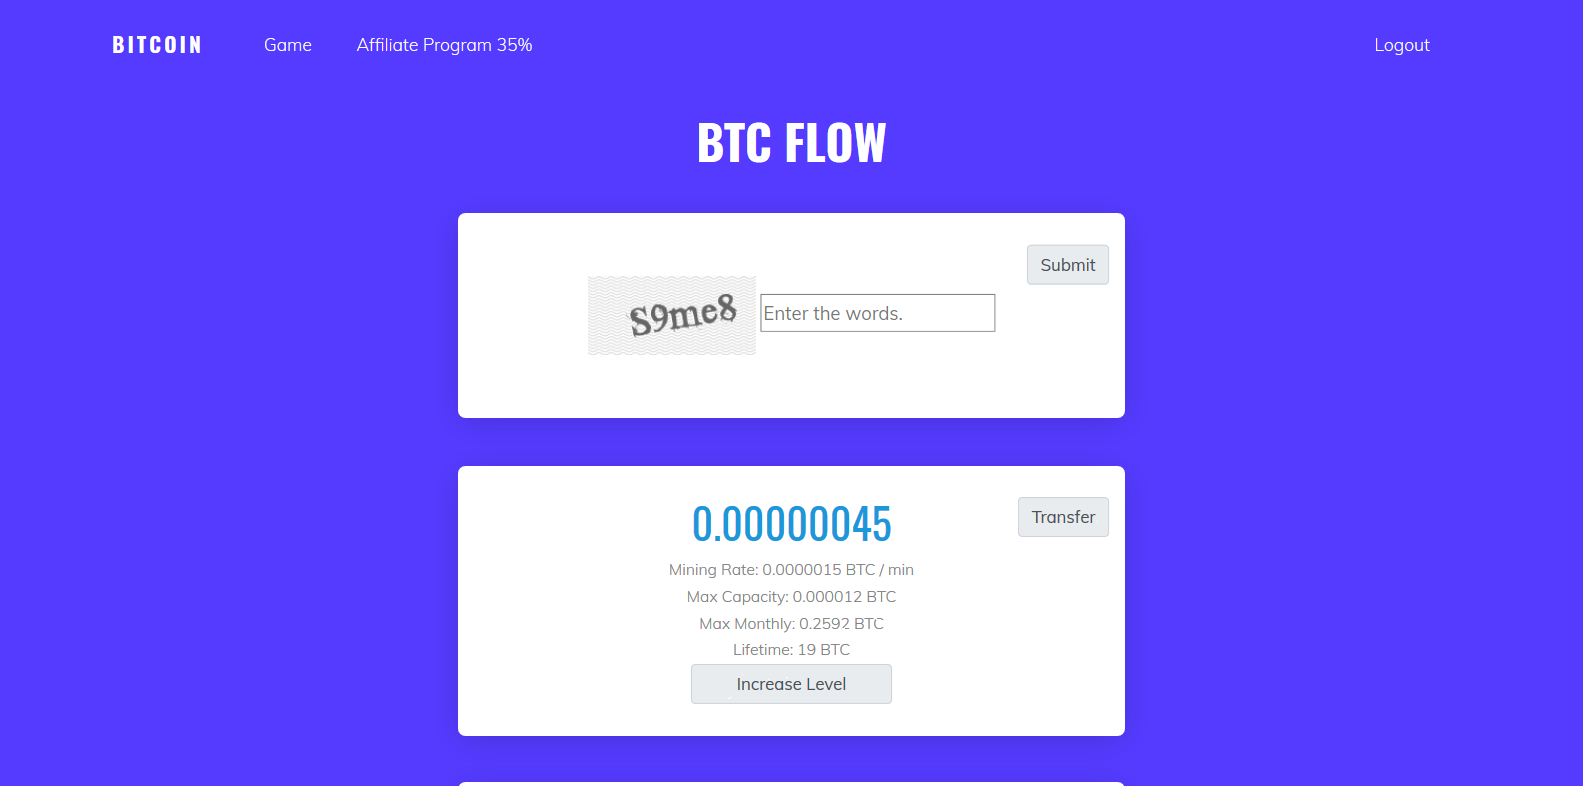 BITCOIN Game Affiliate Program 35% Logout
BTC FLOW
Submit
S9me8 Enter the words.
0.00000045
Transfer
Mining Rate: 0.0000015 BTC / min
Max Capacity: 0.000012 BTC
Max Monthly: 0.2592 BTC
Lifetime: 19 BTC
Increase Level